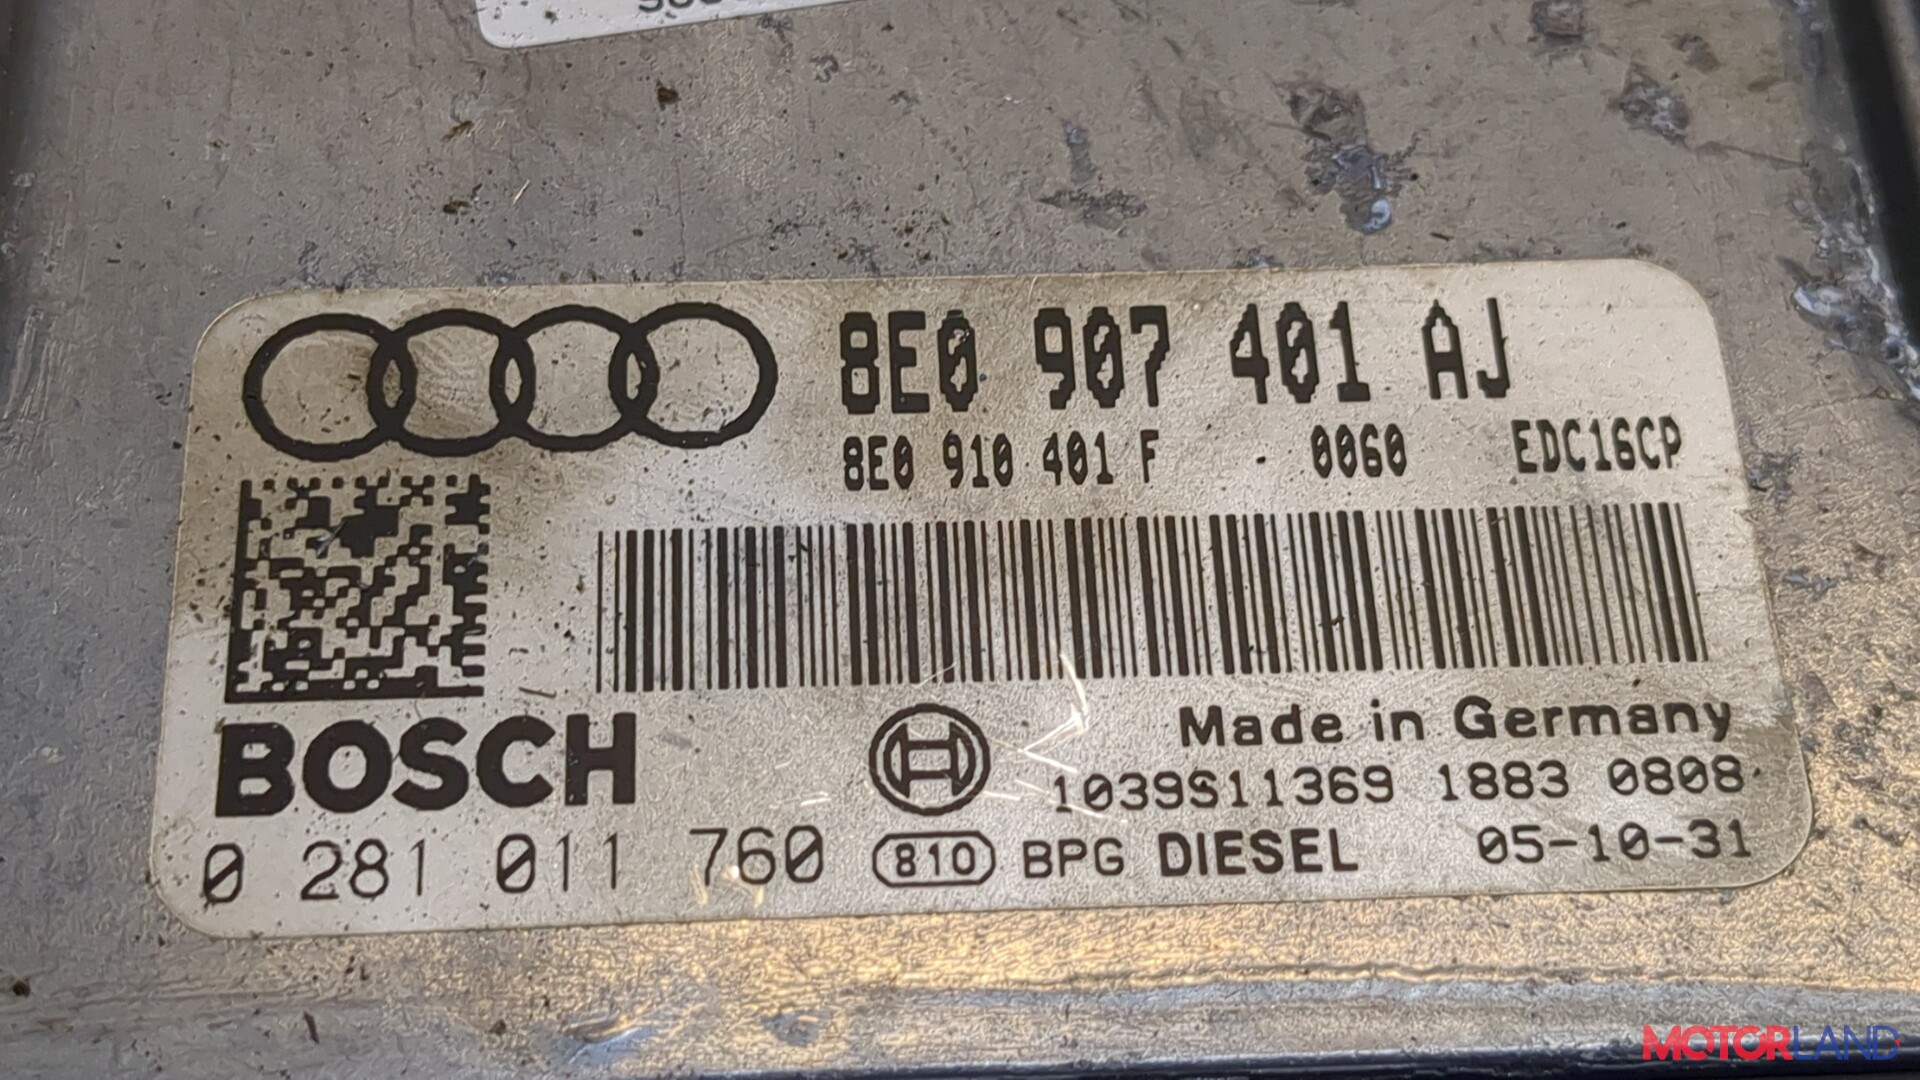 8E0 907 401 AJ
8E0 910 401 F - 0060 EDC16CP
BOSCH
Made in Germany
1039S11369 1883 0808
0 281 011 760 810 BPG DIESEL 05-10-31
MOTORLAND